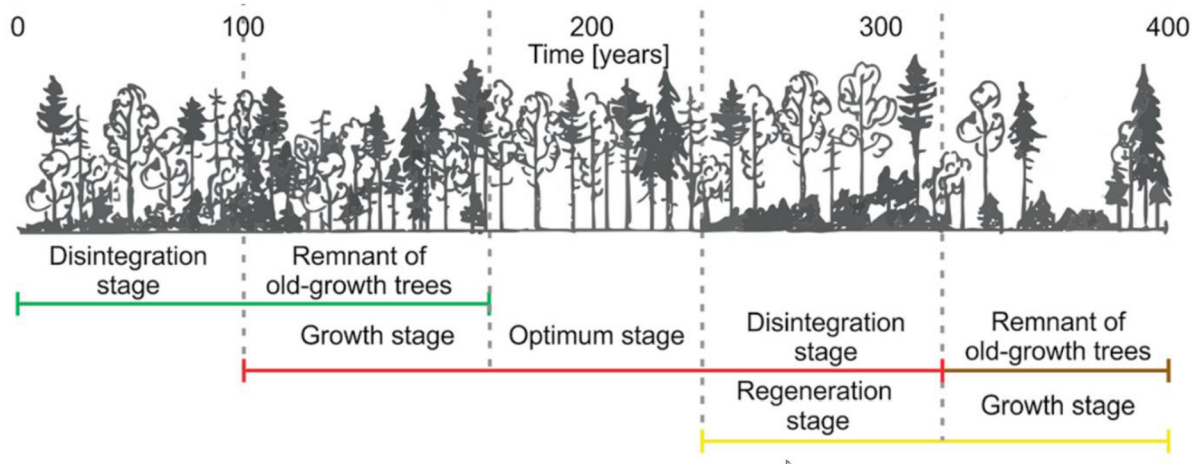 0 100 200 300 400
Time [years]
Disintegration
stage
Remnant of
old-growth trees
Growth stage
Optimum stage
Disintegration
stage
Remnant of
old-growth trees
Regeneration
stage
Growth stage